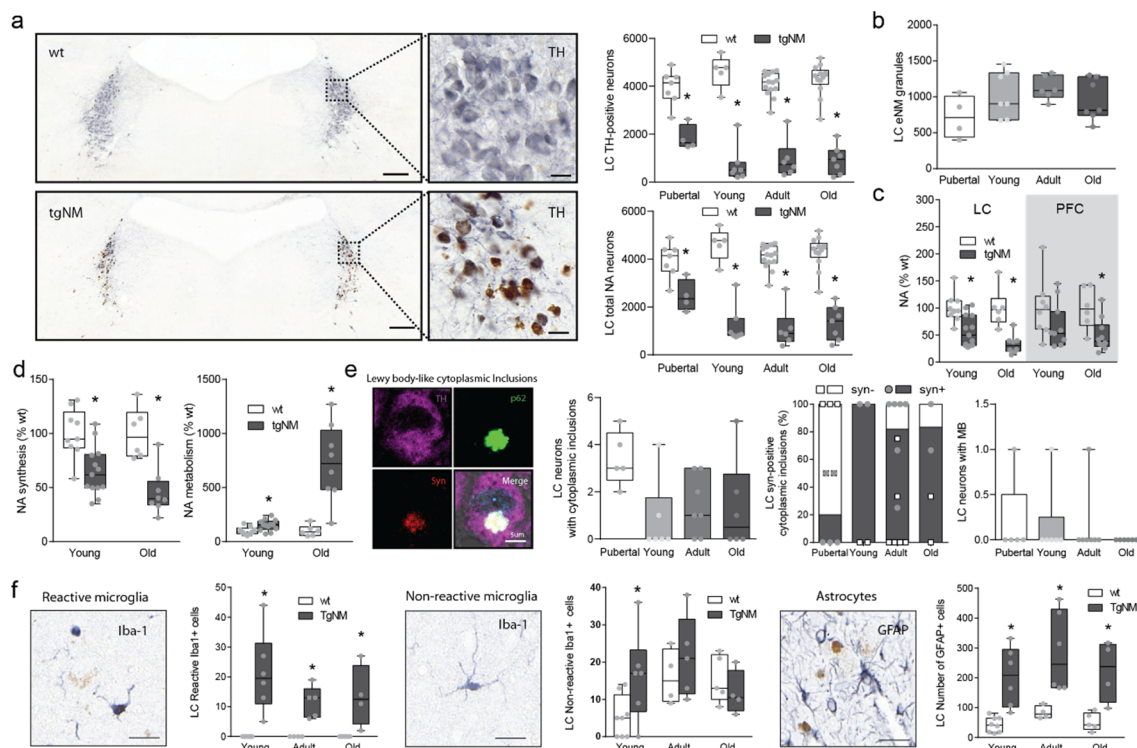 a
wt
TH
tgNM
TH
wt
tgNM
LC TH-positive neurons
6000
4000
2000
0
*
*
*
*
Pubertal
Young
Adult
Old
wt
tgNM
LC total NA neurons
6000
4000
2000
0
*
*
*
*
Pubertal
Young
Adult
Old
b
LC eNM granules
2000
1500
1000
500
0
Pubertal
Young
Adult
Old
c
LC
PFC
wt
tgNM
NA (% wt)
250
200
150
100
50
0
*
*
*
Young
Old
Young
Old
d
NA synthesis (% wt)
150
100
50
0
*
*
Young
Old
NA metabolism (% wt)
1500
1000
500
0
wt
tgNM
*
*
Young
Old
e
Lewy body-like cytoplasmic Inclusions
TH
p62
Syn
Merge
5um
LC neurons
with cytoplasmic inclusions
6
4
2
0
Pubertal
Young
Adult
Old
syn-
syn+
LC syn-positive
cytoplasmic inclusions (%)
100
80
60
40
20
0
Pubertal
Young
Adult
Old
LC neurons with MB
1.5
1.0
0.5
0.0
Pubertal
Young
Adult
Old
f
Reactive microglia
Iba-1
LC Reactive Iba1+ cells
50
40
30
20
10
0
wt
TgNM
*
*
*
Young
Adult
Old
Non-reactive microglia
Iba-1
LC Non-reactive Iba1+ cells
40
30
20
10
0
*
wt
TgNM
Young
Adult
Old
Astrocytes
GFAP
LC Number of GFAP+ cells
500
400
300
200
100
0
wt
TgNM
*
*
*
Young
Adult
Old